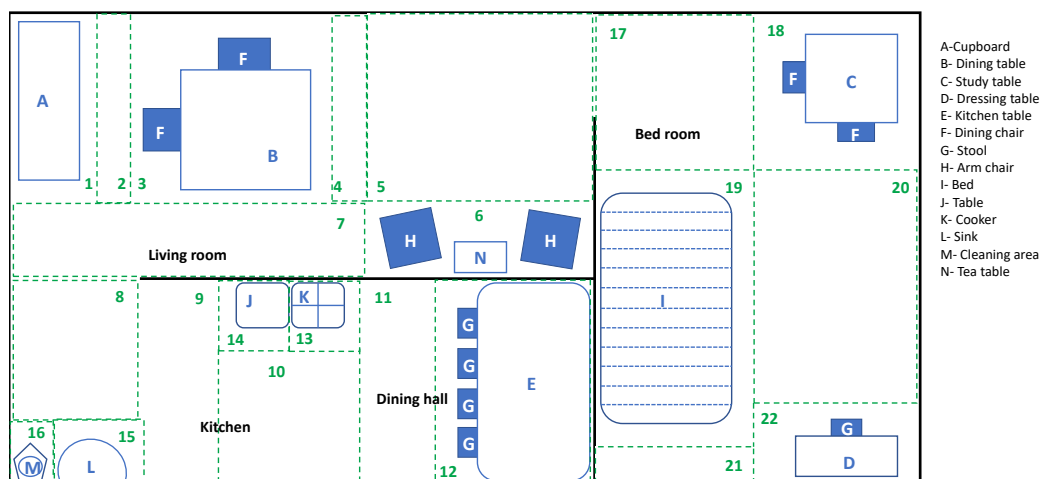 17
18
F
F
C
F
A
B
Bed room
F
1
2
3
4
5
19
20
7
6
H
N
H
Living room
8
9
J
K
11
I
14
13
10
G
G
G
G
E
Dining hall
Kitchen
16
15
M
L
12
22
G
D
21
A-Cupboard
B- Dining table
C- Study table
D- Dressing table
E- Kitchen table
F- Dining chair
G- Stool
H- Arm chair
I- Bed
J- Table
K- Cooker
L- Sink
M- Cleaning area
N- Tea table